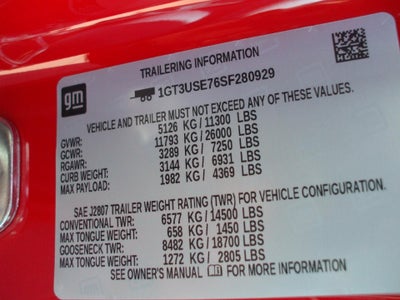 TRAILERING INFORMATION
gm
1GT3USE76SF280929
VEHICLE AND TRAILER MUST NOT EXCEED ANY OF THESE VALUES.
GVWR: 5126 KG/11300 LBS
GCWR: 11793 KG/26000 LBS
RGAWR: 3289 KG/ 7250 LBS
CURB WEIGHT: 3144 KG/ 6931 LBS
MAX PAYLOAD: 1982 KG/ 4369 LBS
SAE J2807 TRAILER WEIGHT RATING (TWR) FOR VEHICLE CONFIGURATION.
CONVENTIONAL TWR: 6577 KG/14500 LBS
MAX TONGUE WEIGHT: 658 KG/ 1450 LBS
GOOSENECK TWR: 8482 KG/18700 LBS
MAX TONGUE WEIGHT: 1272 KG/ 2805 LBS
SEE OWNER'S MANUAL FOR MORE INFORMATION